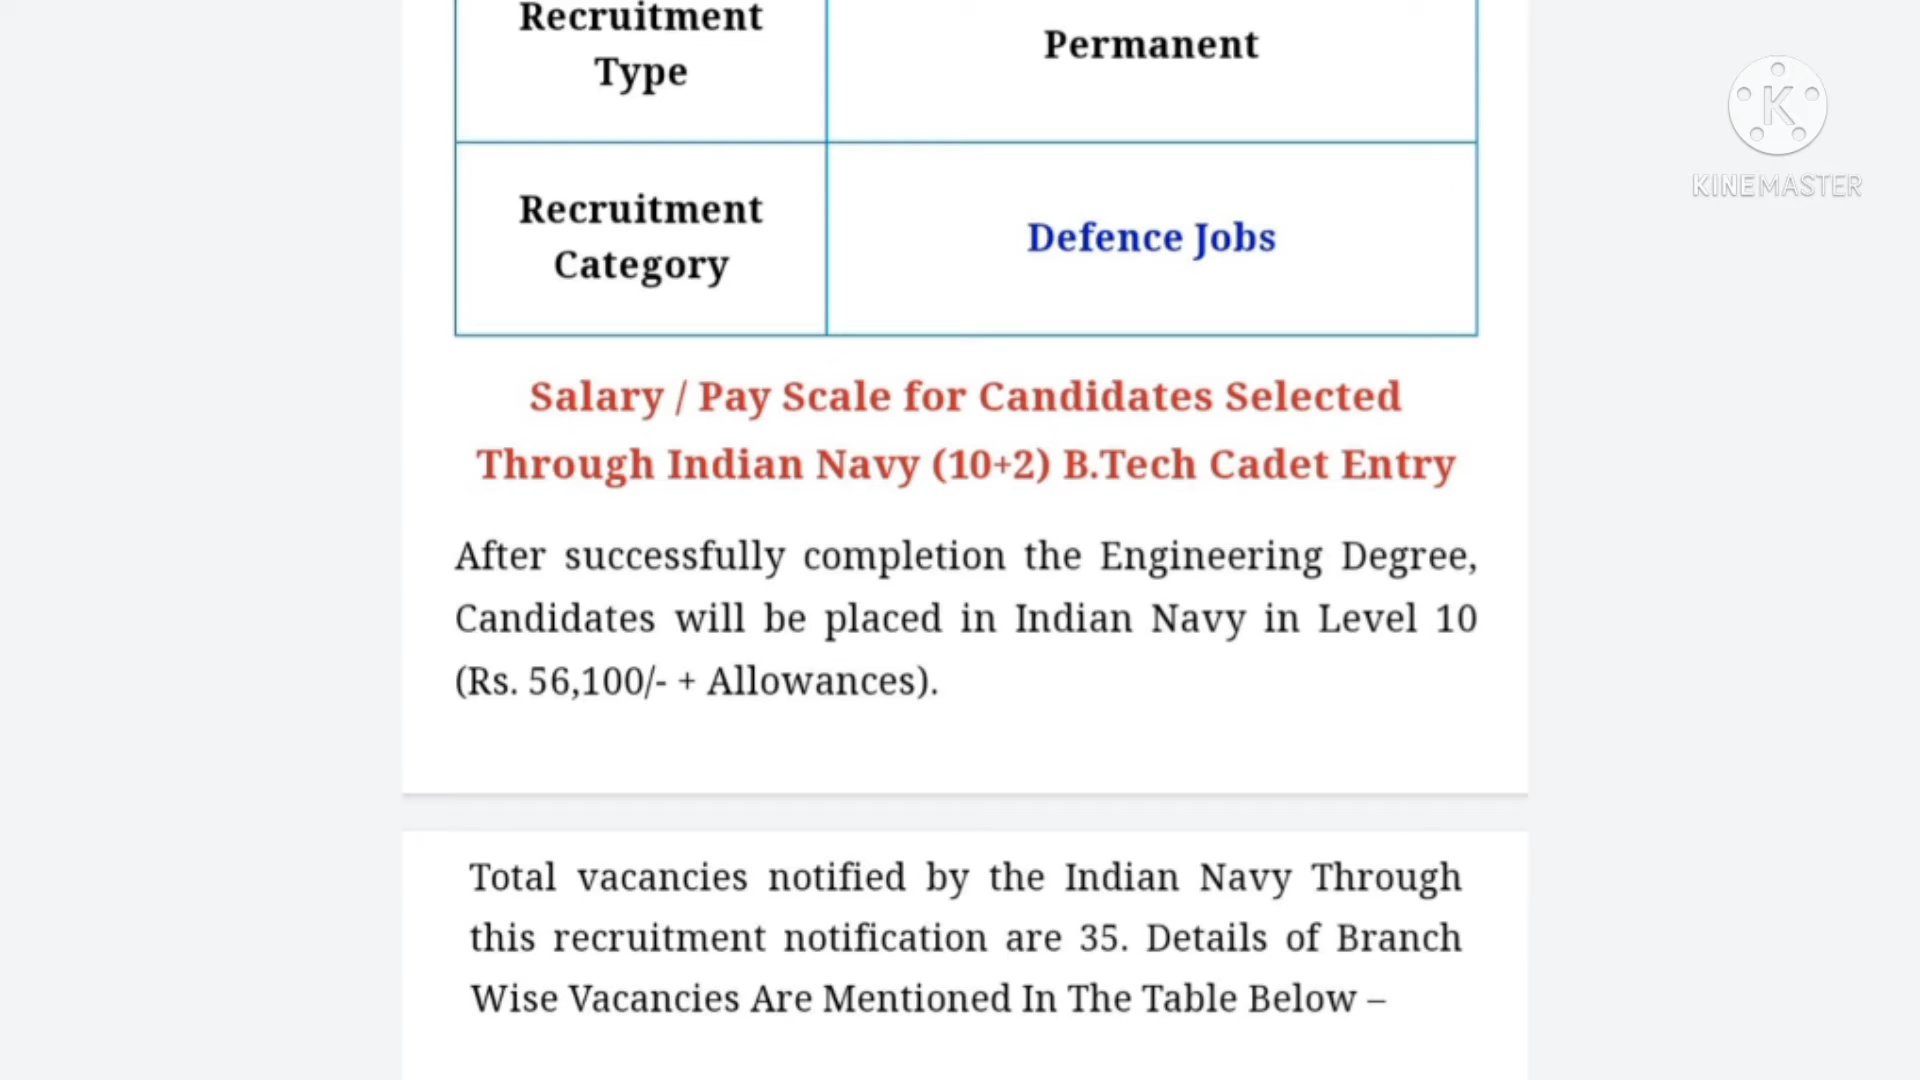 Recruitment
Type
Permanent
Recruitment
Category
Defence Jobs
Salary / Pay Scale for Candidates Selected
Through Indian Navy (10+2) B.Tech Cadet Entry
After successfully completion the Engineering Degree,
Candidates will be placed in Indian Navy in Level 10
(Rs. 56,100/- + Allowances).
Total vacancies notified by the Indian Navy Through
this recruitment notification are 35. Details of Branch
Wise Vacancies Are Mentioned In The Table Below –
K
KINEMASTER